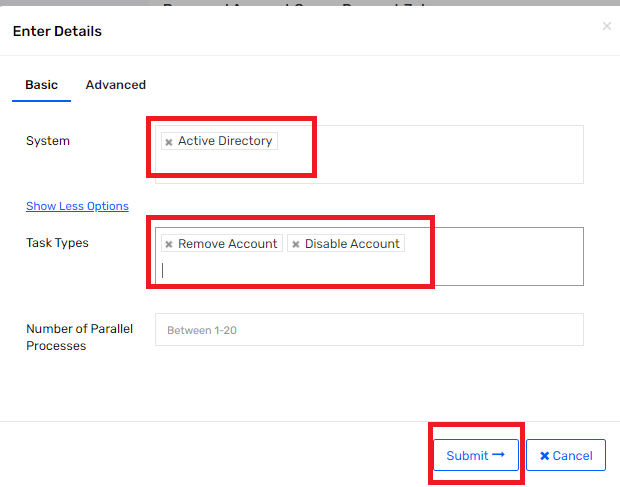 Enter Details
×
Basic Advanced
System
× Active Directory
Show Less Options
Task Types
× Remove Account × Disable Account
Number of Parallel
Processes
Between 1-20
Submit → × Cancel